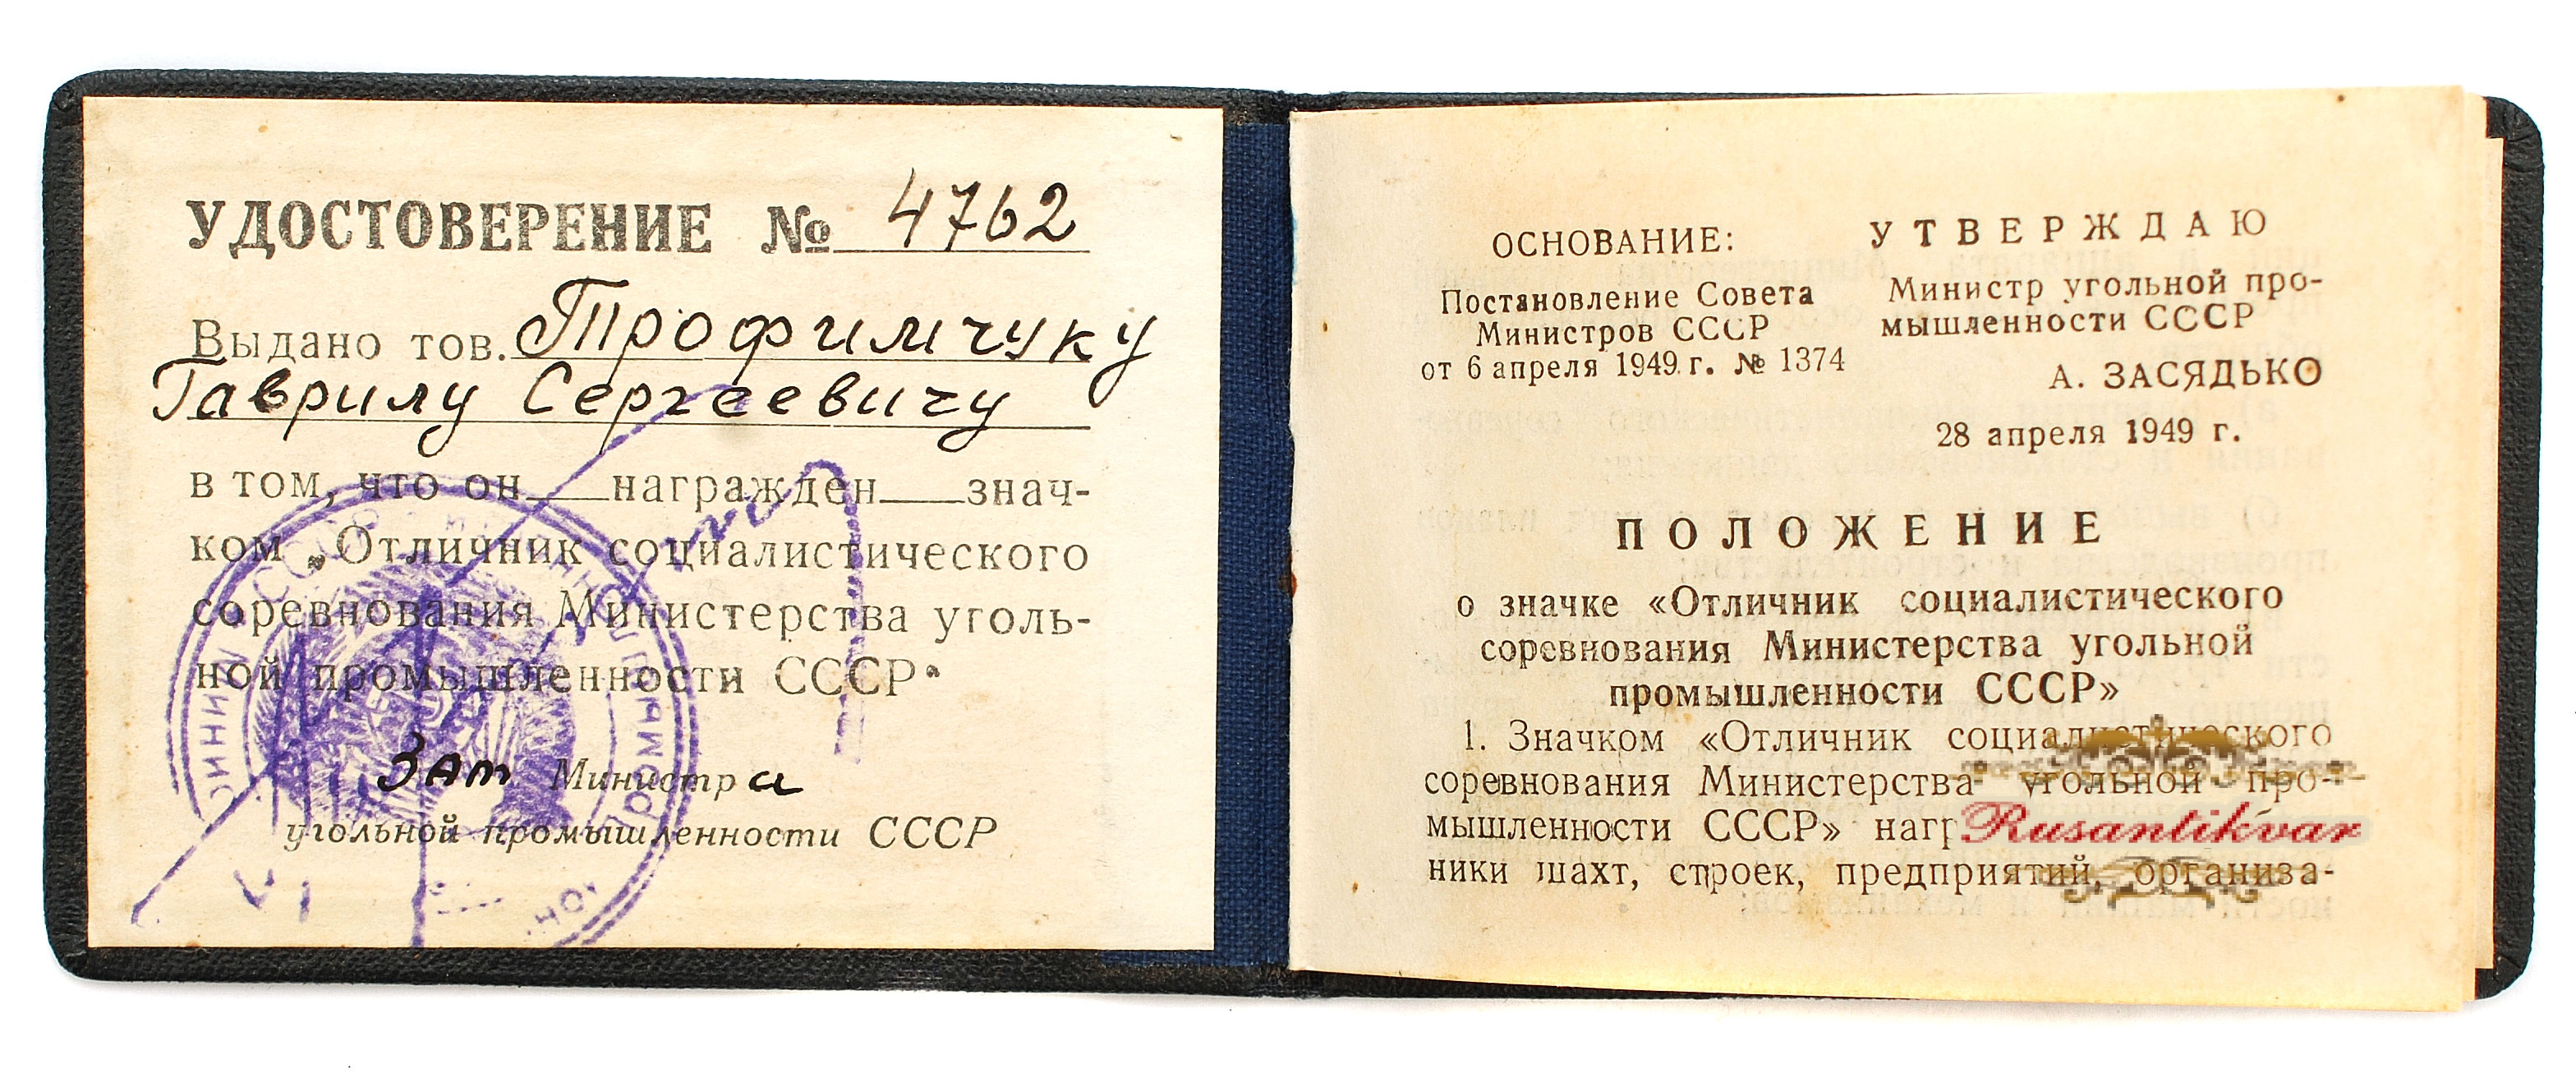 УДОСТОВЕРЕНИЕ № 4762
Выдано тов. Трофимчуку
Гаврилу Сергеевичу
в том, что он награжден знач-
ком „Отличник социалистического
соревнования Министерства уголь-
ной промышленности СССР“
Зам Министра
угольной промышленности СССР
ОСНОВАНИЕ:
Постановление Совета
Министров СССР
от 6 апреля 1949 г. № 1374
УТВЕРЖДАЮ
Министр угольной про-
мышленности СССР
А. ЗАСЯДЬКО
28 апреля 1949 г.
ПОЛОЖЕНИЕ
о значке «Отличник социалистического
соревнования Министерства угольной
промышленности СССР»
1. Значком «Отличник социалистического
соревнования Министерства угольной про-
мышленности СССР» нагр
Rusantikvar
ники шахт, строек, предприятий, организа-